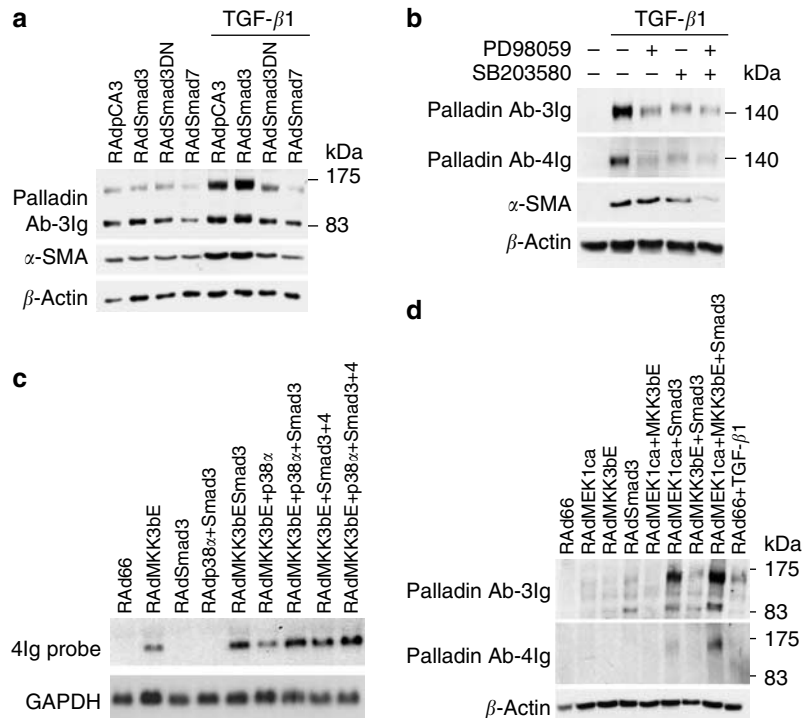 a
TGF-β1
RAdpCA3
RAdSmad3
RAdSmad3DN
RAdSmad7
RAdpCA3
RAdSmad3
RAdSmad3DN
RAdSmad7
kDa
175
Palladin
Ab-3Ig
83
α-SMA
β-Actin
b
TGF-β1
PD98059 – – + – +
SB203580 – – – + + kDa
Palladin Ab-3Ig 140
Palladin Ab-4Ig 140
α-SMA
β-Actin
c
RAd66
RAdMKK3bE
RAdSmad3
RAdp38α+Smad3
RAdMKK3bESmad3
RAdMKK3bE+p38α
RAdMKK3bE+p38α+Smad3
RAdMKK3bE+Smad3+4
RAdMKK3bE+p38α+Smad3+4
4Ig probe
GAPDH
d
RAd66
RAdMEK1ca
RAdMKK3bE
RAdSmad3
RAdMEK1ca+MKK3bE
RAdMEK1ca+Smad3
RAdMKK3bE+Smad3
RAdMEK1ca+MKK3bE+Smad3
RAd66+TGF-β1
kDa
175
Palladin Ab-3Ig
83
175
Palladin Ab-4Ig
83
β-Actin